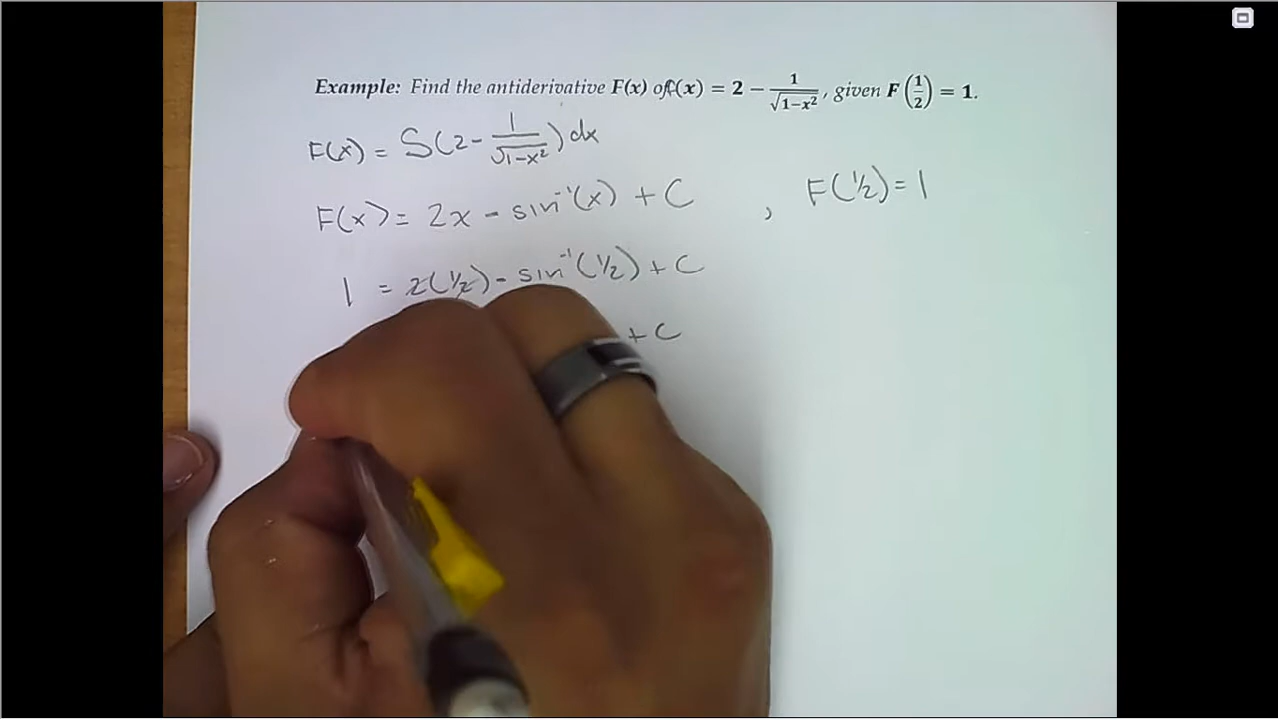 Example: Find the antiderivative F(x) of f(x) = 2 − 1/√1−x², given F(1/2) = 1.
F(x) = S(2 - 1/√1-x²) dx
F(x) = 2x - sin⁻¹(x) + C , F(½) = 1
1 = 2(½) - sin⁻¹(½) + C
+ C